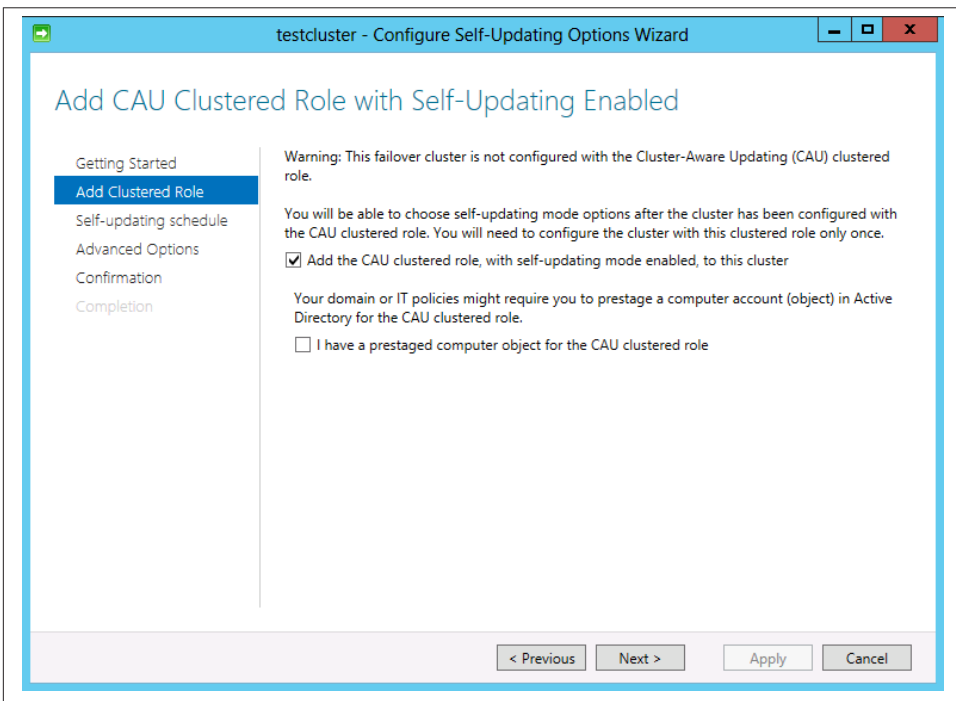 testcluster - Configure Self-Updating Options Wizard
Add CAU Clustered Role with Self-Updating Enabled
Getting Started
Add Clustered Role
Self-updating schedule
Advanced Options
Confirmation
Completion
Warning: This failover cluster is not configured with the Cluster-Aware Updating (CAU) clustered
role.
You will be able to choose self-updating mode options after the cluster has been configured with
the CAU clustered role. You will need to configure the cluster with this clustered role only once.
Add the CAU clustered role, with self-updating mode enabled, to this cluster
Your domain or IT policies might require you to prestage a computer account (object) in Active
Directory for the CAU clustered role.
I have a prestaged computer object for the CAU clustered role
< Previous
Next >
Apply
Cancel